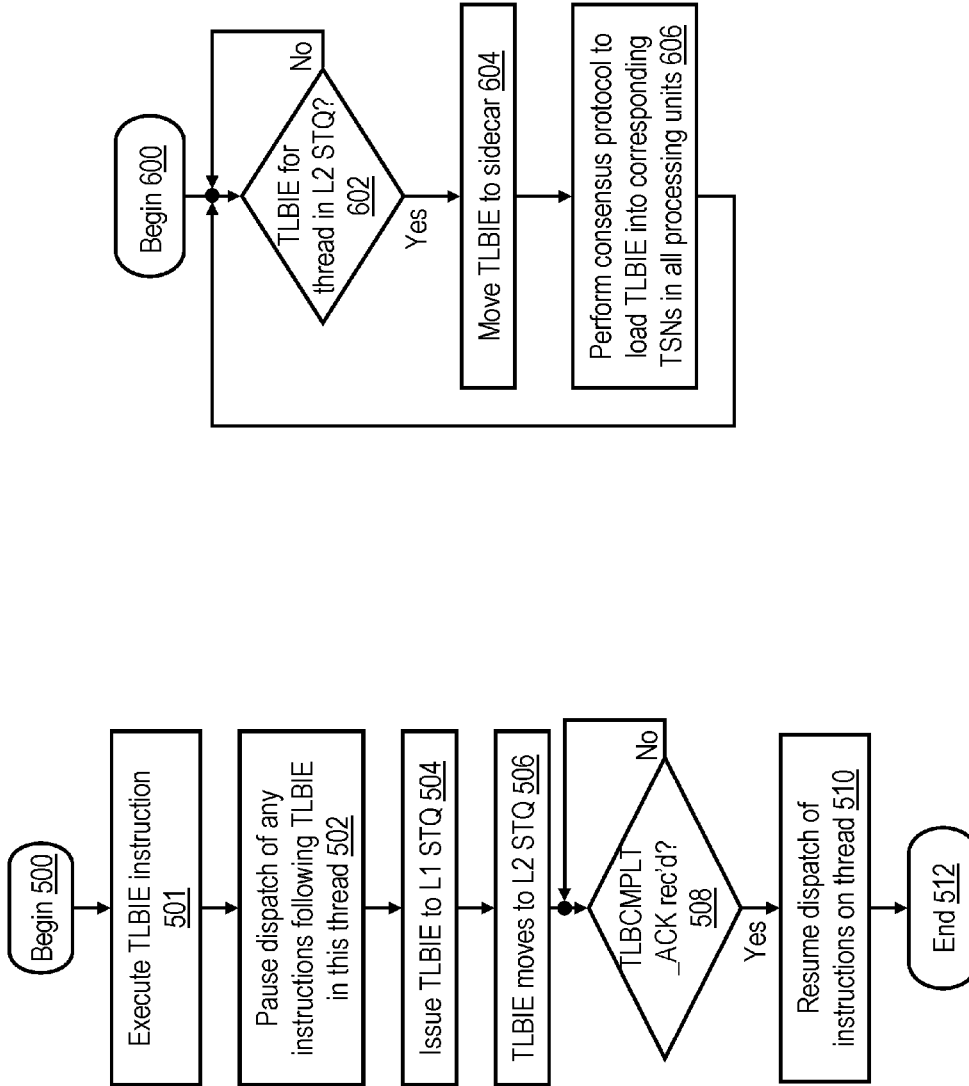 Begin 500
Execute TLBIE instruction
501
Pause dispatch of any
instructions following TLBIE
in this thread 502
Issue TLBIE to L1 STQ 504
TLBIE moves to L2 STQ 506
TLBCMPLT
_ACK rec'd?
508
No
Yes
Resume dispatch of
instructions on thread 510
End 512
Begin 600
TLBIE for
thread in L2 STQ?
602
No
Yes
Move TLBIE to sidecar 604
Perform consensus protocol to
load TLBIE into corresponding
TSNs in all processing units 606